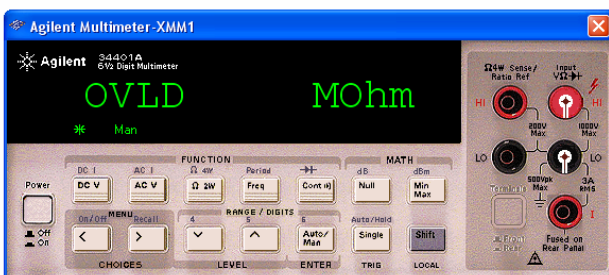 Agilent Multimeter-XMM1
Agilent 34401A
6½ Digit Multimeter
OVLD MOhm
Man
Ω4W Sense/
Ratio Ref
Input
VΩ
HI HI
200V
Max
1000V
Max
LO LO
500Vpk
Max
3A
RMS
Terminals
I
Front
Rear
Fused on
Rear Panel
FUNCTION MATH
DC I AC I Ω 4W Period dB dBm
Power
DC V AC V Ω 2W Freq Cont Null Min
Max
MENU RANGE / DIGITS
On/Off Recall 4 5 6 Auto/Hold
Off
On
< > Auto/
Man Single Shift
CHOICES LEVEL ENTER TRIG LOCAL